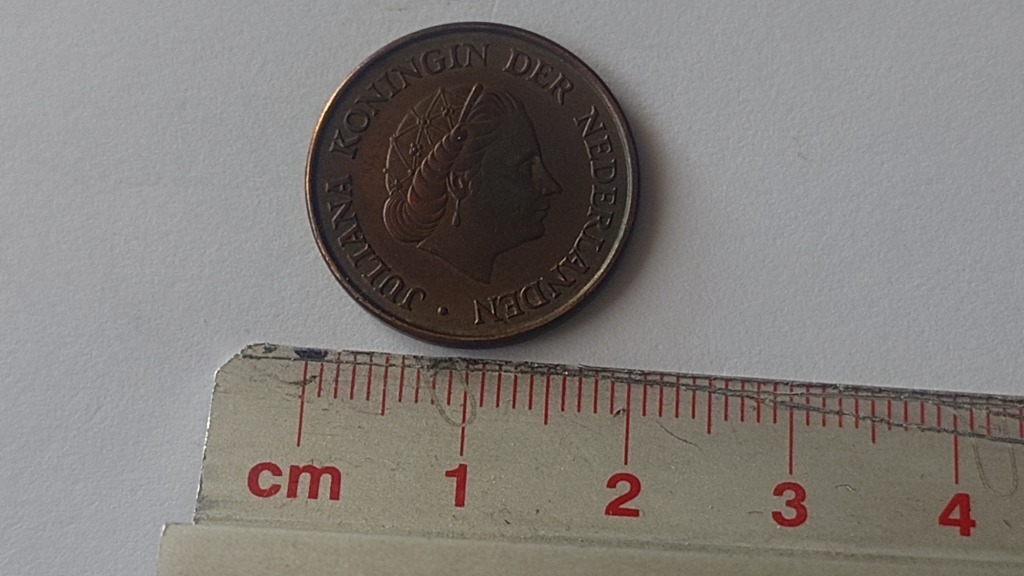 JULIANA KONINGIN DER NEDERLANDEN •
cm 1 2 3 4